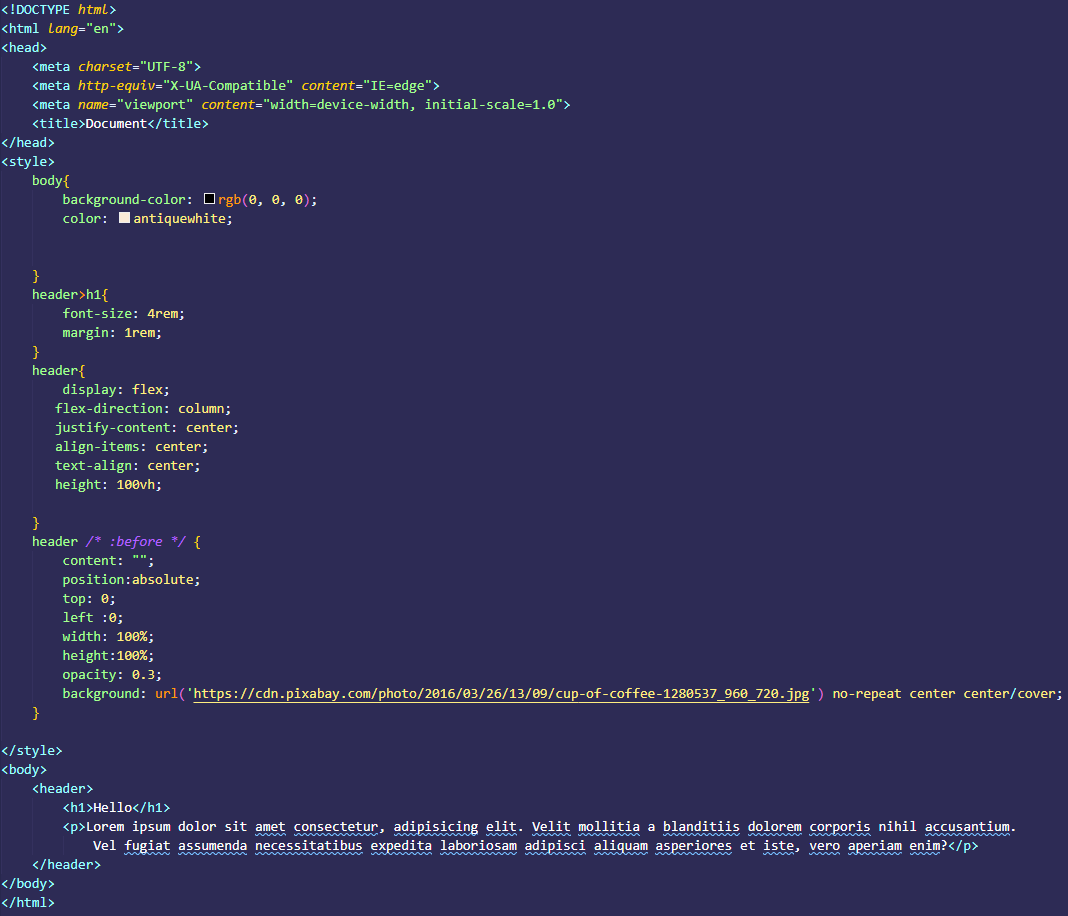 <!DOCTYPE html>
<html lang="en">
<head>
    <meta charset="UTF-8">
    <meta http-equiv="X-UA-Compatible" content="IE=edge">
    <meta name="viewport" content="width=device-width, initial-scale=1.0">
    <title>Document</title>
</head>
<style>
    body{
        background-color: rgb(0, 0, 0);
        color: antiquewhite;
    }
    header>h1{
        font-size: 4rem;
        margin: 1rem;
    }
    header{
        display: flex;
       flex-direction: column;
       justify-content: center;
       align-items: center;
       text-align: center;
       height: 100vh;
    }
    header /* :before */ {
        content: "";
        position:absolute;
        top: 0;
        left :0;
        width: 100%;
        height:100%;
        opacity: 0.3;
        background: url('https://cdn.pixabay.com/photo/2016/03/26/13/09/cup-of-coffee-1280537_960_720.jpg') no-repeat center center/cover;
    }
</style>
<body>
    <header>
        <h1>Hello</h1>
        <p>Lorem ipsum dolor sit amet consectetur, adipisicing elit. Velit mollitia a blanditiis dolorem corporis nihil accusantium.
            Vel fugiat assumenda necessitatibus expedita laboriosam adipisci aliquam asperiores et iste, vero aperiam enim?</p>
    </header>
</body>
</html>